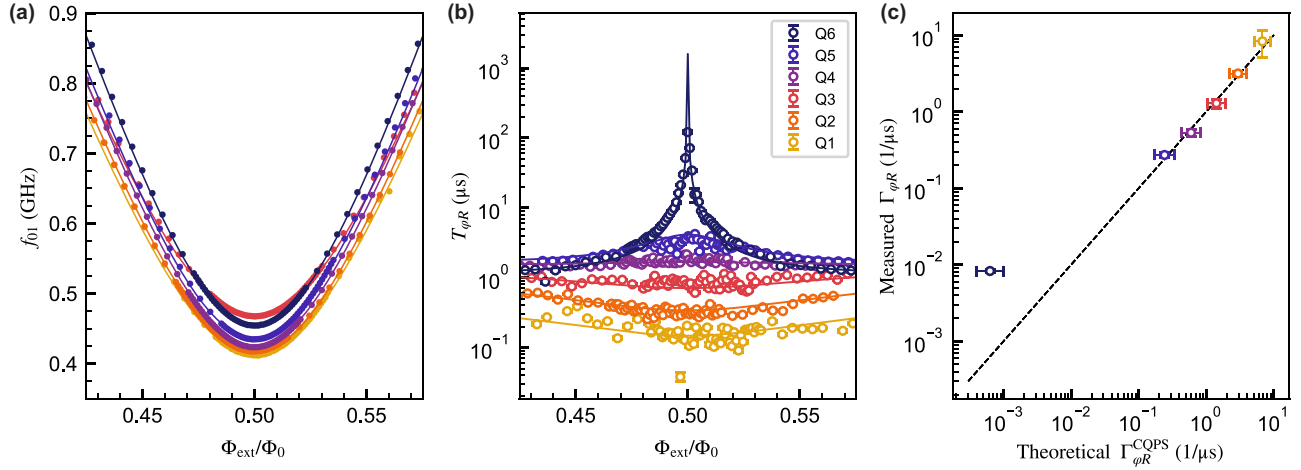 (a)
0.9
0.8
0.7
0.6
0.5
0.4
f₀₁ (GHz)
0.45
0.50
0.55
Φext/Φ0
(b)
10³
10²
10¹
10⁰
10⁻¹
TφR (μs)
0.45
0.50
0.55
Φext/Φ0
Q6
Q5
Q4
Q3
Q2
Q1
(c)
10¹
10⁰
10⁻¹
10⁻²
10⁻³
Measured ΓφR (1/μs)
10⁻³
10⁻²
10⁻¹
10⁰
10¹
Theoretical ΓφR^CQPS (1/μs)